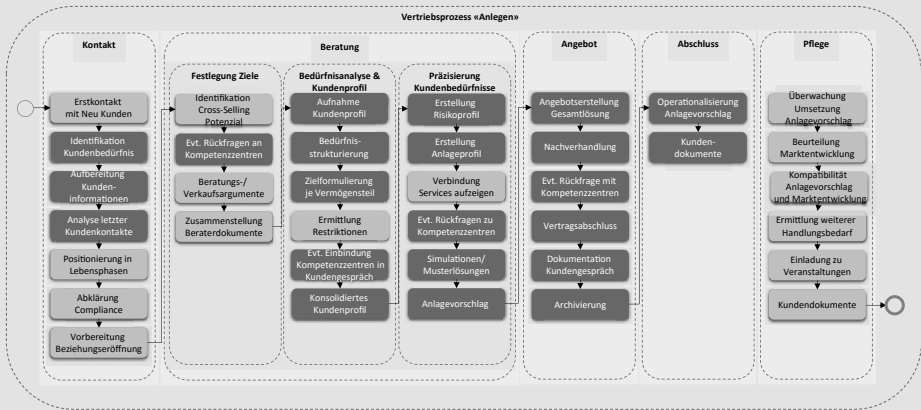 Vertriebsprozess «Anlegen»
Kontakt
Erstkontakt
mit Neu Kunden
Identifikation
Kundenbedürfnis
Aufbereitung
Kunden-
informationen
Analyse letzter
Kundenkontakte
Positionierung in
Lebensphasen
Abklärung
Compliance
Vorbereitung
Beziehungseröffnung
Beratung
Festlegung Ziele
Identifikation
Cross-Selling
Potenzial
Evt. Rückfragen an
Kompetenzzentren
Beratungs-/
Verkaufsargumente
Zusammenstellung
Beraterdokumente
Bedürfnisanalyse &
Kundenprofil
Aufnahme
Kundenprofil
Bedürfnis-
strukturierung
Zielformulierung
je Vermögensteil
Ermittlung
Restriktionen
Evt. Einbindung
Kompetenzzentren in
Kundengespräch
Konsolidiertes
Kundenprofil
Präzisierung
Kundenbedürfnisse
Erstellung
Risikoprofil
Erstellung
Anlageprofil
Verbindung
Services aufzeigen
Evt. Rückfragen zu
Kompetenzzentren
Simulationen/
Musterlösungen
Anlagevorschlag
Angebot
Angebotserstellung
Gesamtlösung
Nachverhandlung
Evt. Rückfrage mit
Kompetenzzentren
Vertragsabschluss
Dokumentation
Kundengespräch
Archivierung
Abschluss
Operationalisierung
Anlagevorschlag
Kunden-
dokumente
Pflege
Überwachung
Umsetzung
Anlagevorschlag
Beurteilung
Marktentwicklung
Kompatibilität
Anlagevorschlag
und Marktentwicklung
Ermittlung weiterer
Handlungsbedarf
Einladung zu
Veranstaltungen
Kundendokumente